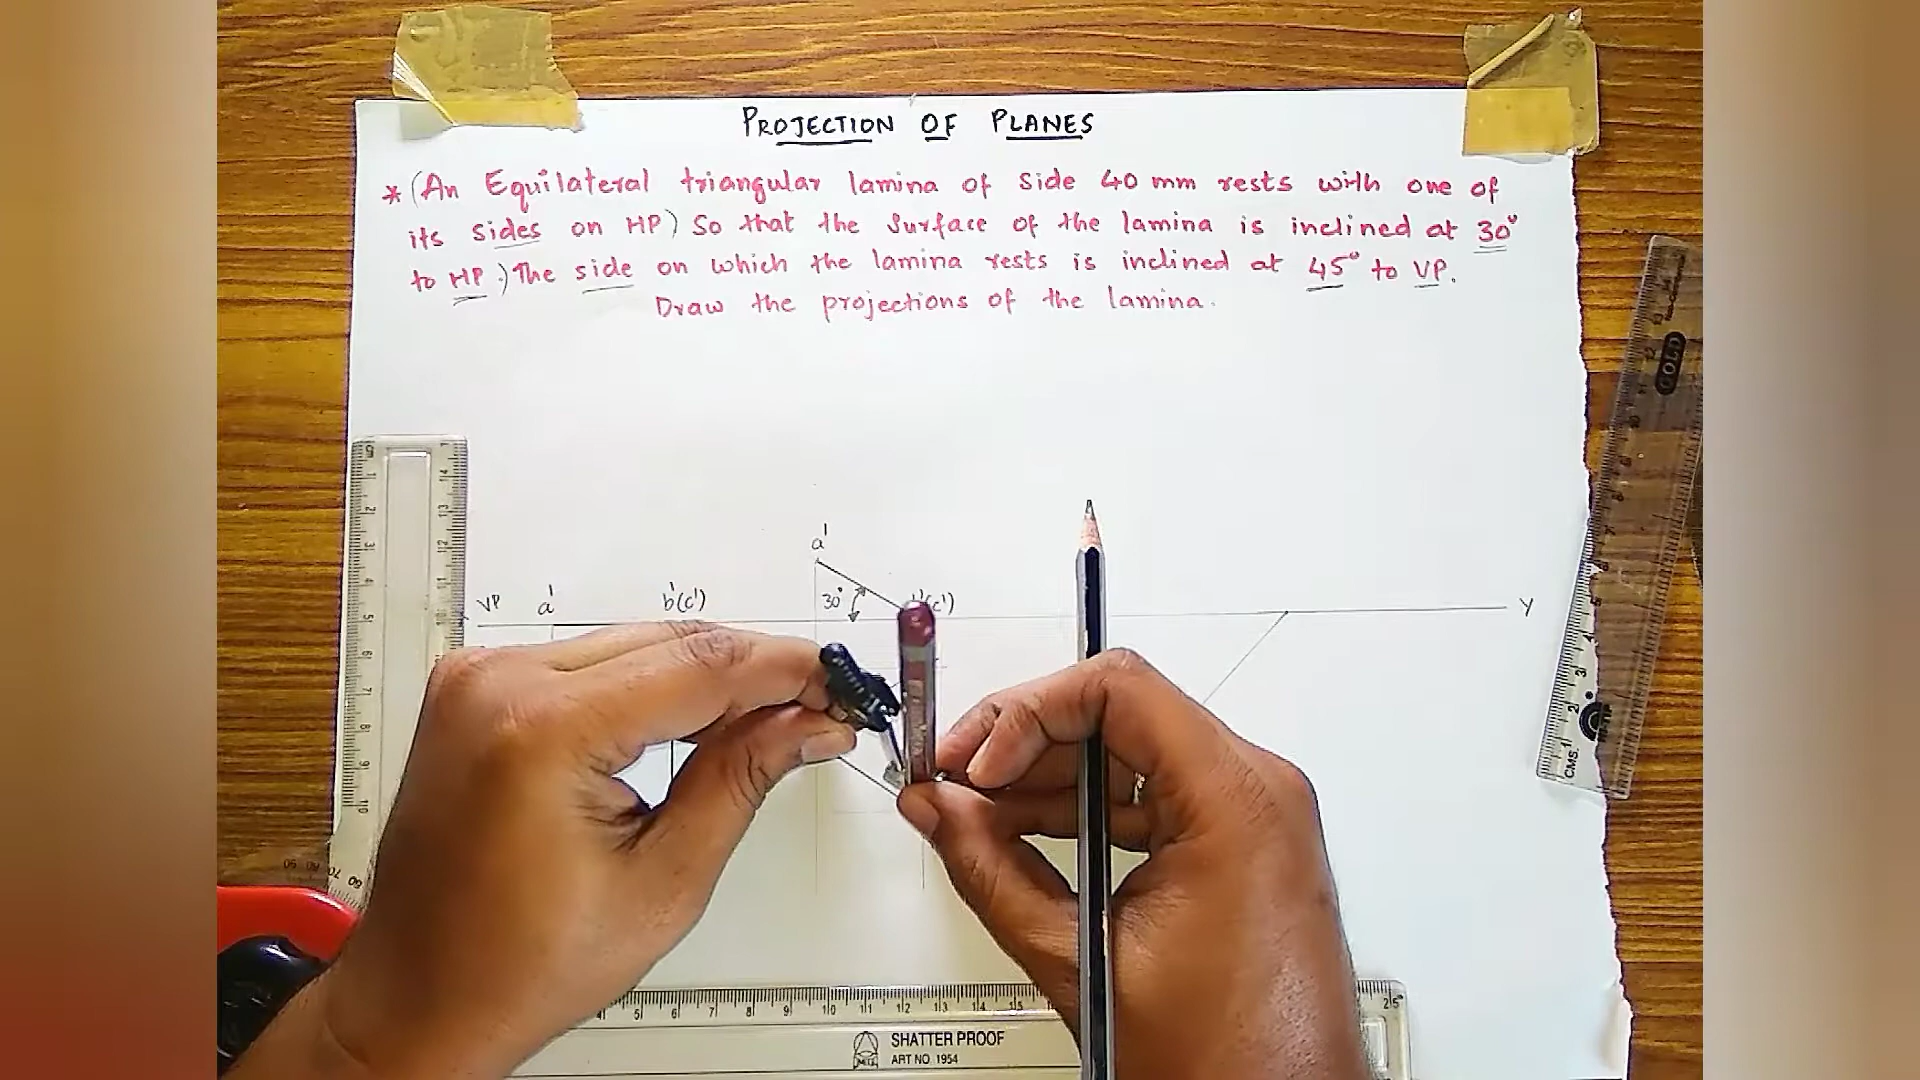 PROJECTION OF PLANES
* (An Equilateral triangular lamina of side 40 mm rests with one of
its sides on HP) So that the Surface of the lamina is inclined at 30°
to HP.) The side on which the lamina rests is inclined at 45° to VP.
Draw the projections of the lamina.
a'
VP a' b'(c') 30° (c') Y
GOLD
CMS.
SHATTER PROOF
ART NO. 1954